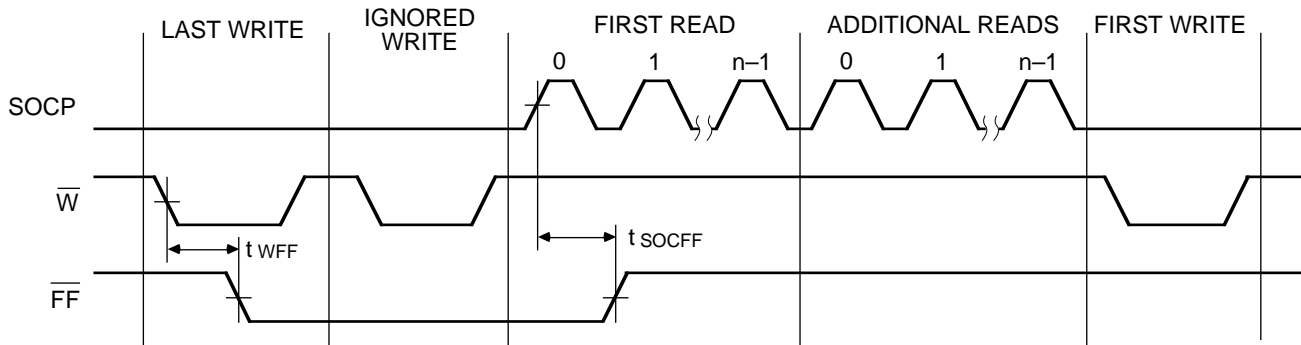 LAST WRITE
IGNORED
WRITE
FIRST READ
ADDITIONAL READS
FIRST WRITE
0 1 n–1 0 1 n–1
SOCP
W
t WFF
t SOCFF
FF